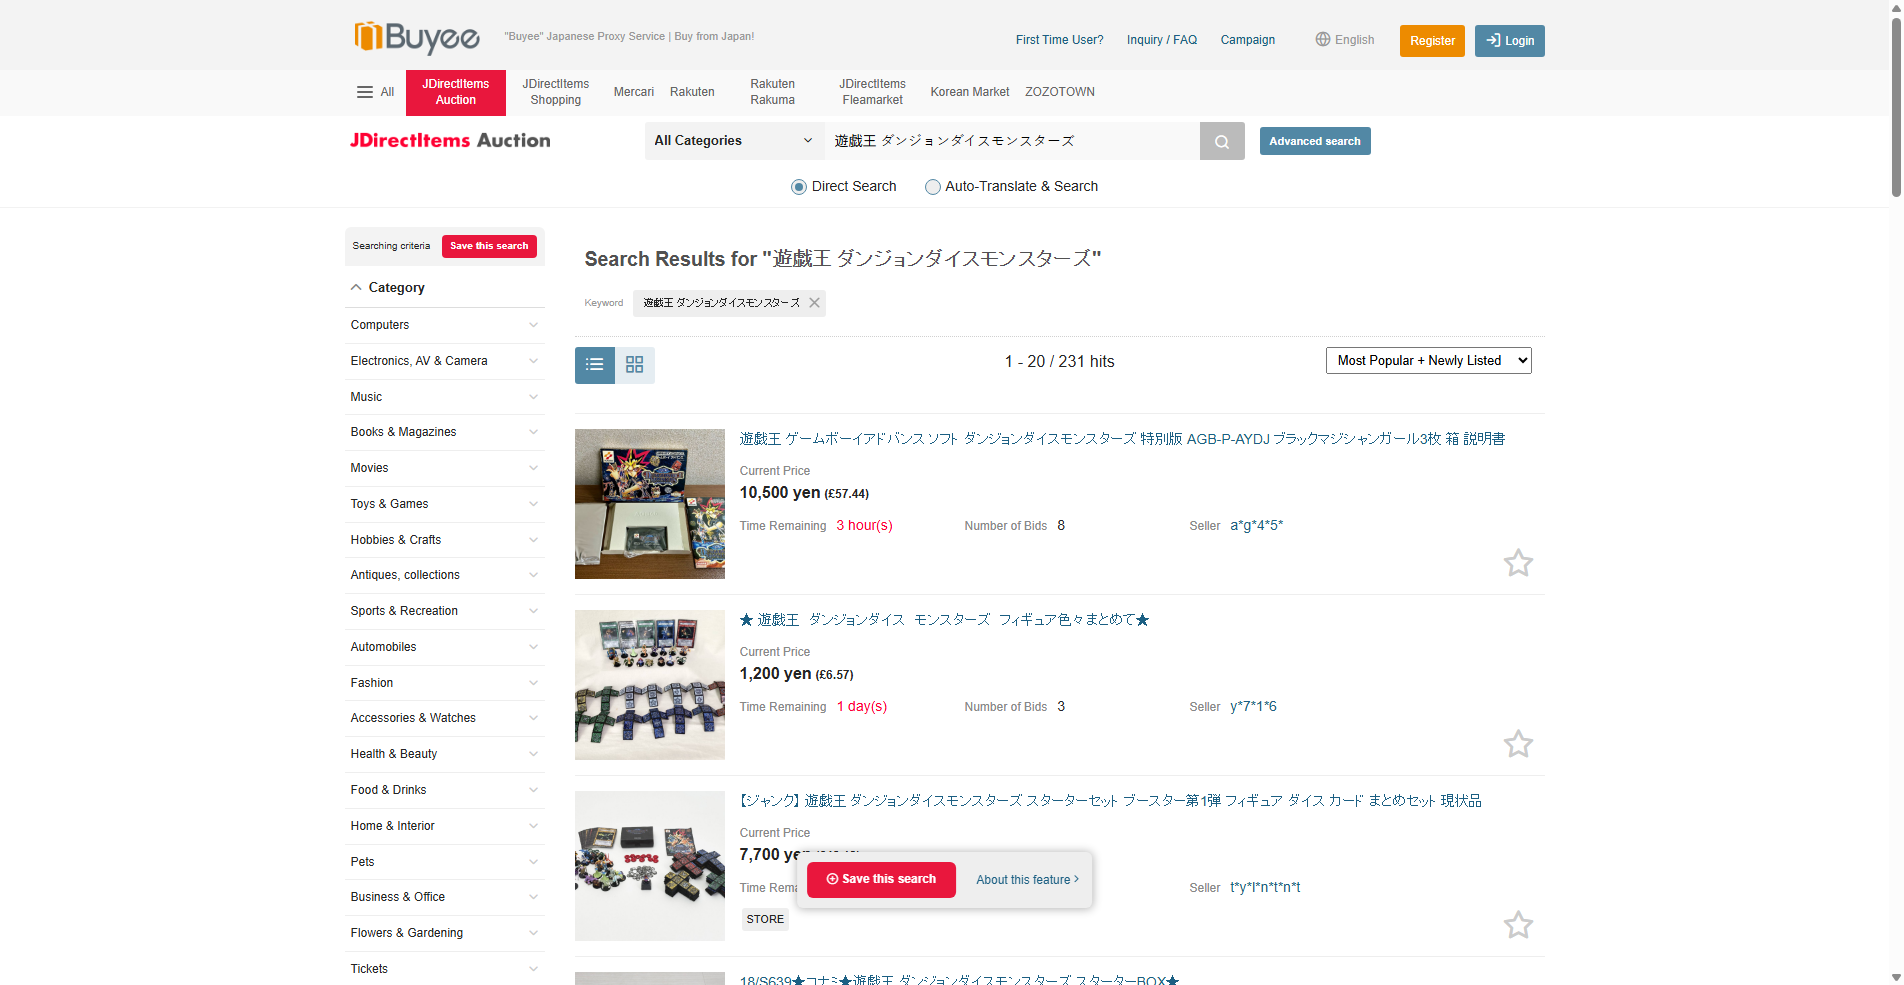 Buyee
"Buyee" Japanese Proxy Service | Buy from Japan!
First Time User?
Inquiry / FAQ
Campaign
English
Register
Login
All
JDirectItems
Auction
JDirectItems
Shopping
Mercari
Rakuten
Rakuten
Rakuma
JDirectItems
Fleamarket
Korean Market
ZOZOTOWN
JDirectItems Auction
All Categories
遊戯王 ダンジョンダイスモンスターズ
Advanced search
Direct Search
Auto-Translate & Search
Searching criteria
Save this search
Category
Computers
Electronics, AV & Camera
Music
Books & Magazines
Movies
Toys & Games
Hobbies & Crafts
Antiques, collections
Sports & Recreation
Automobiles
Fashion
Accessories & Watches
Health & Beauty
Food & Drinks
Home & Interior
Pets
Business & Office
Flowers & Gardening
Tickets
Search Results for "遊戯王 ダンジョンダイスモンスターズ"
Keyword
遊戯王 ダンジョンダイスモンスターズ
1 - 20 / 231 hits
Most Popular + Newly Listed
遊戯王 ゲームボーイアドバンス ソフト ダンジョンダイスモンスターズ 特別版 AGB-P-AYDJ ブラックマジシャンガール3枚 箱 説明書
Current Price
10,500 yen (£57.44)
Time Remaining 3 hour(s)
Number of Bids 8
Seller a*g*4*5*
★ 遊戯王　ダンジョンダイス　モンスターズ　フィギュア色々まとめて★
Current Price
1,200 yen (£6.57)
Time Remaining 1 day(s)
Number of Bids 3
Seller y*7*1*6
【ジャンク】 遊戯王 ダンジョンダイスモンスターズ スターターセット ブースター第1弾 フィギュア ダイス カード まとめセット 現状品
Current Price
7,700 yen
Time Rema
Seller t*y*l*n*t*n*t
STORE
Save this search
About this feature
18/S639★コナミ★遊戯王 ダンジョンダイスモンスターズ スターターBOX★